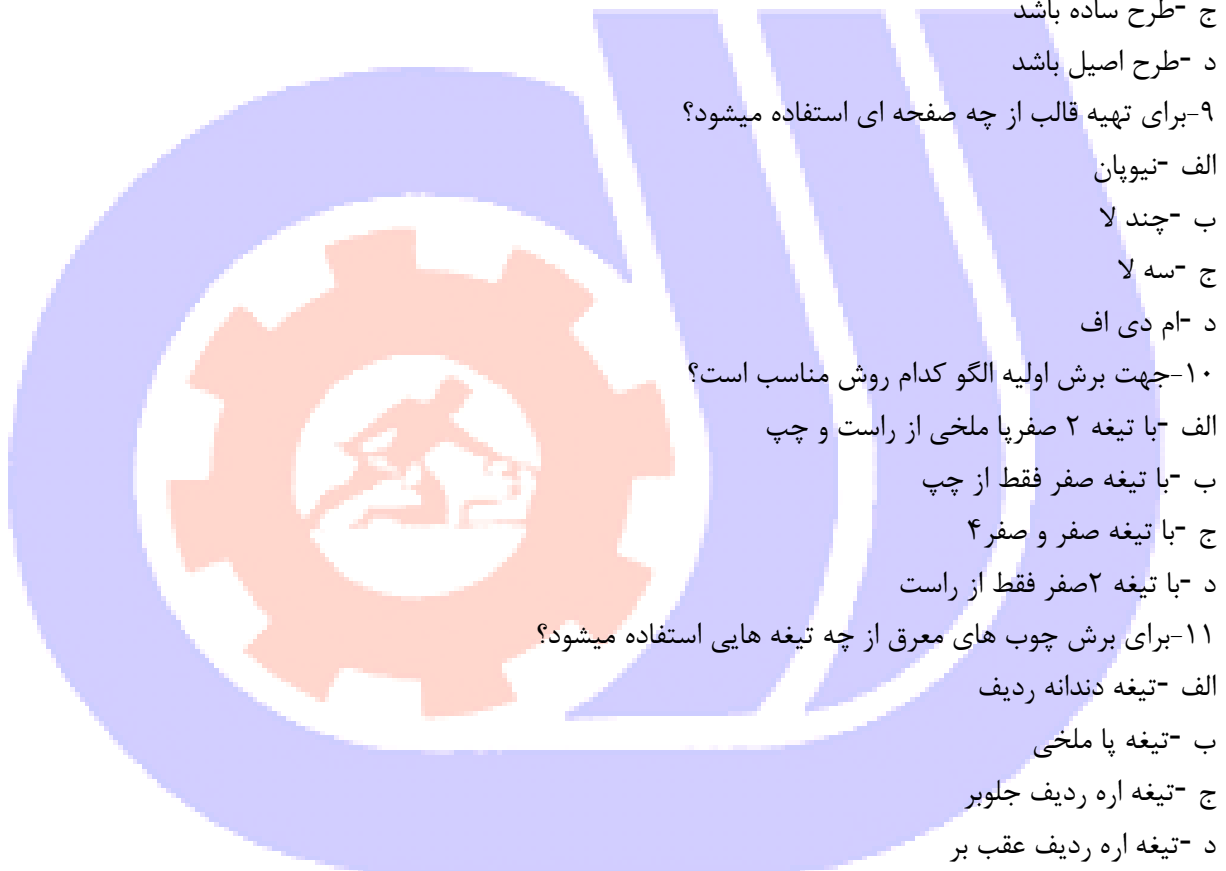 ج -طرح ساده باشد
د -طرح اصیل باشد
۹-برای تهیه قالب از چه صفحه ای استفاده میشود؟
الف -نیوپان
ب -چند لا
ج -سه لا
د -ام دی اف
۱۰-جهت برش اولیه الگو کدام روش مناسب است؟
الف -با تیغه ۲ صفرپا ملخی از راست و چپ
ب -با تیغه صفر فقط از چپ
ج -با تیغه صفر و صفر۴
د -با تیغه ۲صفر فقط از راست
۱۱-برای برش چوب های معرق از چه تیغه هایی استفاده میشود؟
الف -تیغه دندانه ردیف
ب -تیغه پا ملخی
ج -تیغه اره ردیف جلوبر
د -تیغه اره ردیف عقب بر